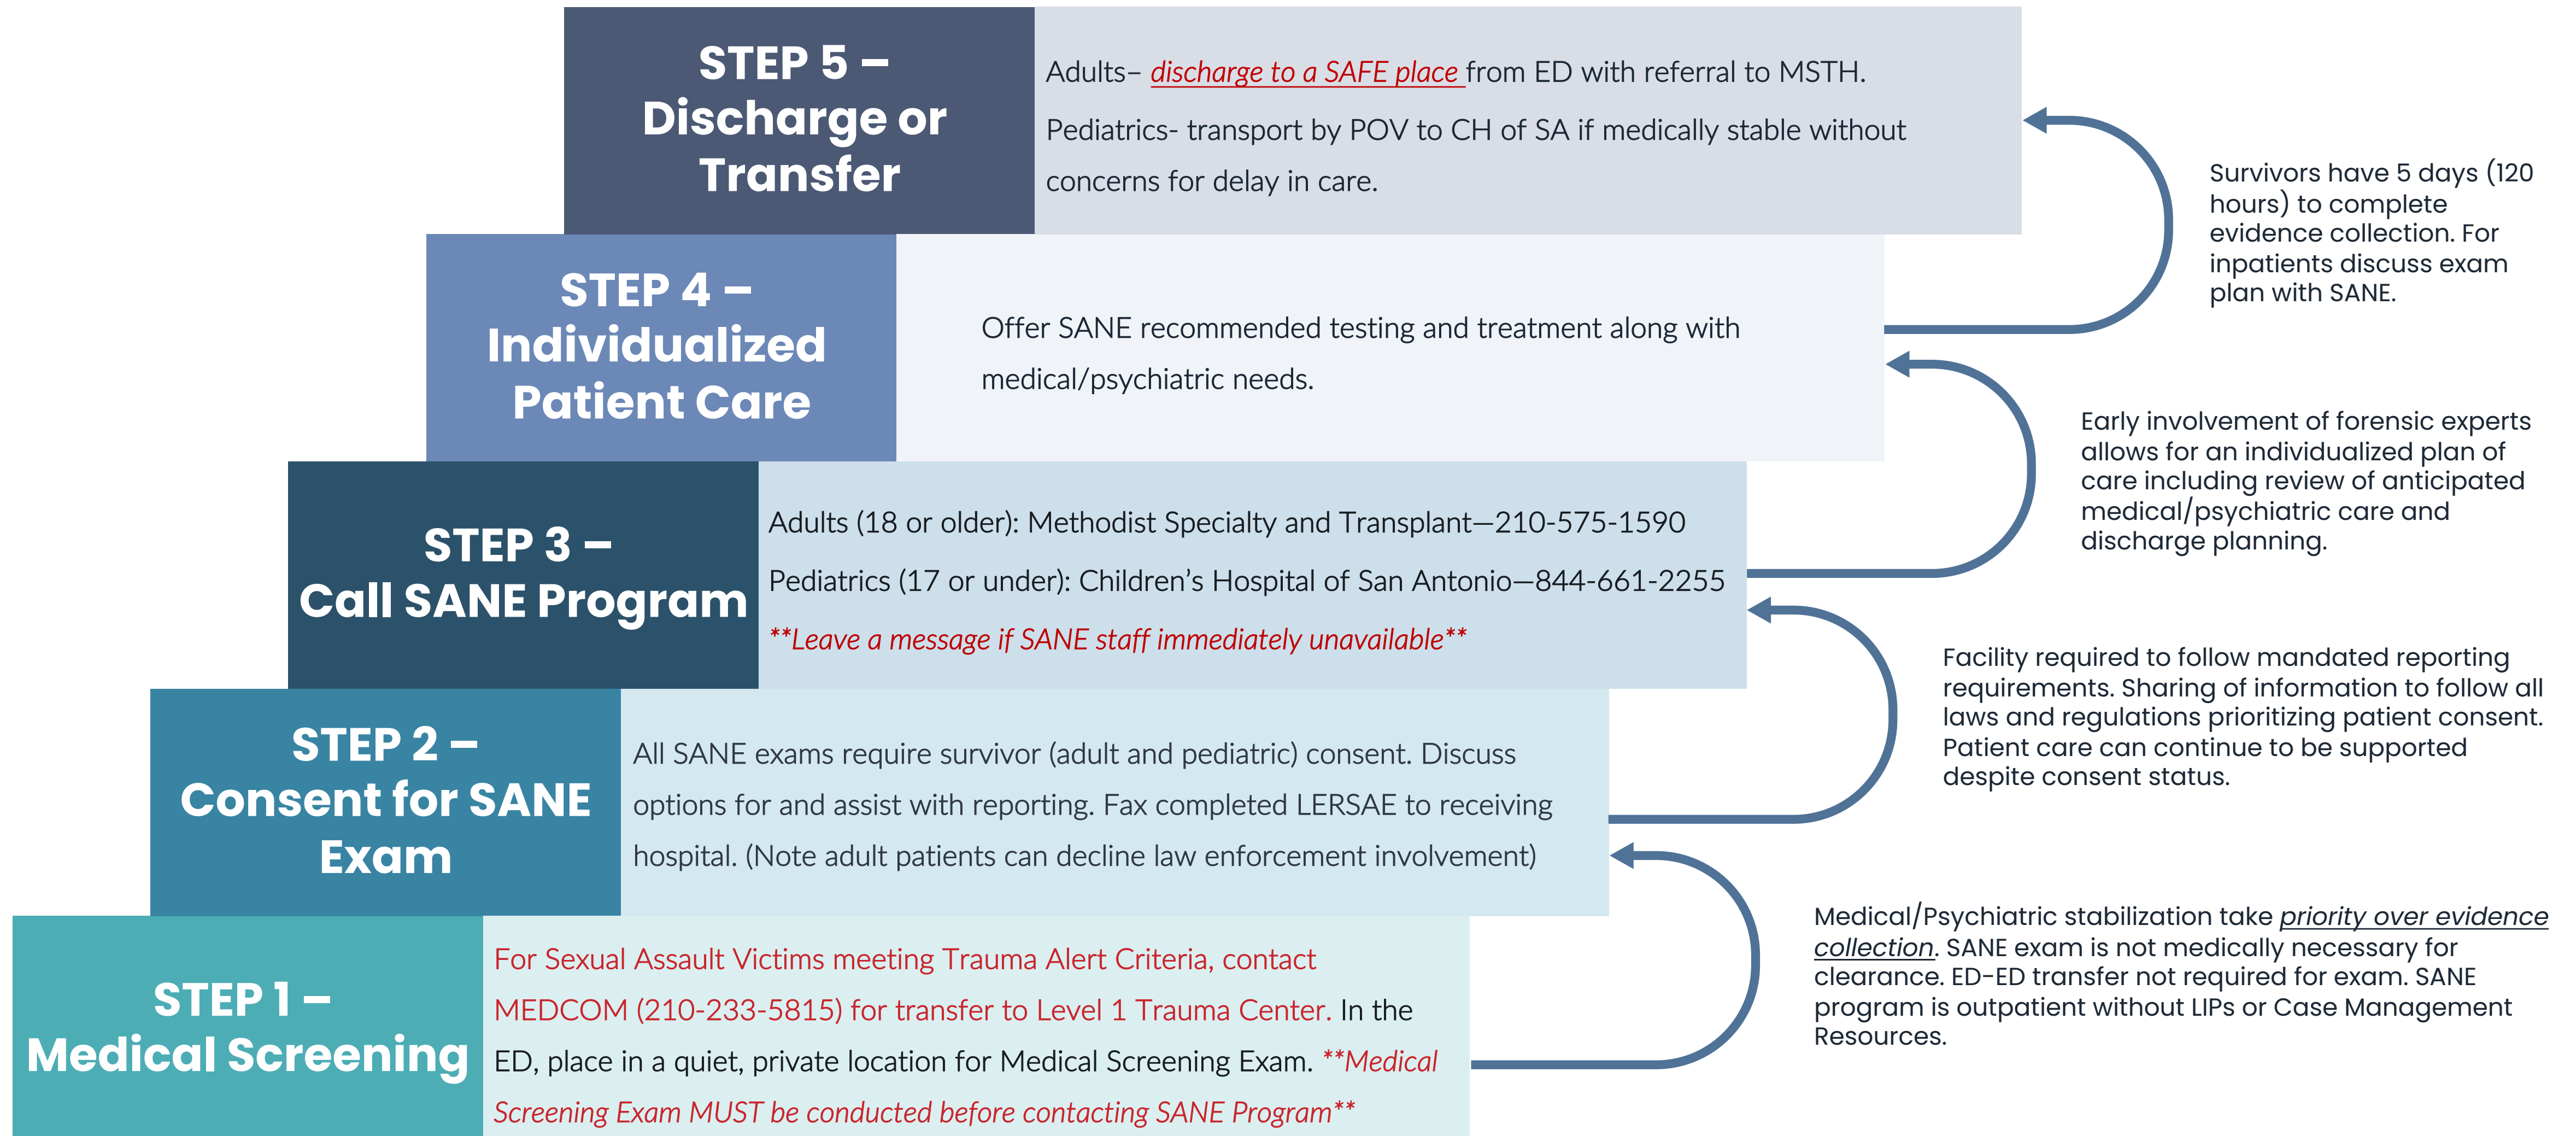 STEP 5 –
Discharge or
Transfer
Adults– discharge to a SAFE place from ED with referral to MSTH.
Pediatrics- transport by POV to CH of SA if medically stable without
concerns for delay in care.
Survivors have 5 days (120
hours) to complete
evidence collection. For
inpatients discuss exam
plan with SANE.
STEP 4 –
Individualized
Patient Care
Offer SANE recommended testing and treatment along with
medical/psychiatric needs.
Early involvement of forensic experts
allows for an individualized plan of
care including review of anticipated
medical/psychiatric care and
discharge planning.
STEP 3 –
Call SANE Program
Adults (18 or older): Methodist Specialty and Transplant—210-575-1590
Pediatrics (17 or under): Children’s Hospital of San Antonio—844-661-2255
**Leave a message if SANE staff immediately unavailable**
Facility required to follow mandated reporting
requirements. Sharing of information to follow all
laws and regulations prioritizing patient consent.
Patient care can continue to be supported
despite consent status.
STEP 2 –
Consent for SANE
Exam
All SANE exams require survivor (adult and pediatric) consent. Discuss
options for and assist with reporting. Fax completed LERSAE to receiving
hospital. (Note adult patients can decline law enforcement involvement)
Medical/Psychiatric stabilization take priority over evidence
collection. SANE exam is not medically necessary for
clearance. ED-ED transfer not required for exam. SANE
program is outpatient without LIPs or Case Management
Resources.
STEP 1 –
Medical Screening
For Sexual Assault Victims meeting Trauma Alert Criteria, contact
MEDCOM (210-233-5815) for transfer to Level 1 Trauma Center. In the
ED, place in a quiet, private location for Medical Screening Exam. **Medical
Screening Exam MUST be conducted before contacting SANE Program**